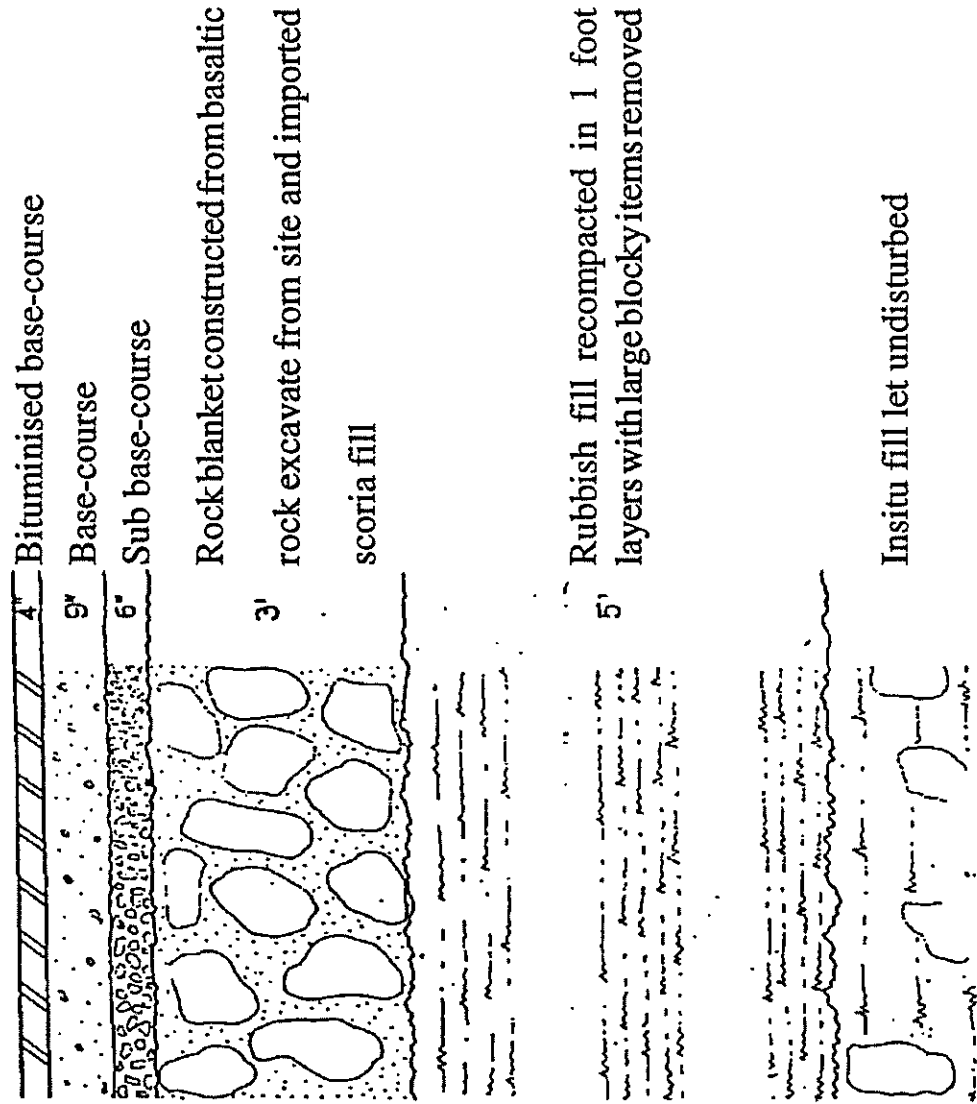 4" Bituminised base-course
9" Base-course
6" Sub base-course
3' Rock blanket constructed from basaltic
rock excavate from site and imported
scoria fill
5' Rubbish fill recompacted in 1 foot
layers with large blocky items removed
Insitu fill let undisturbed